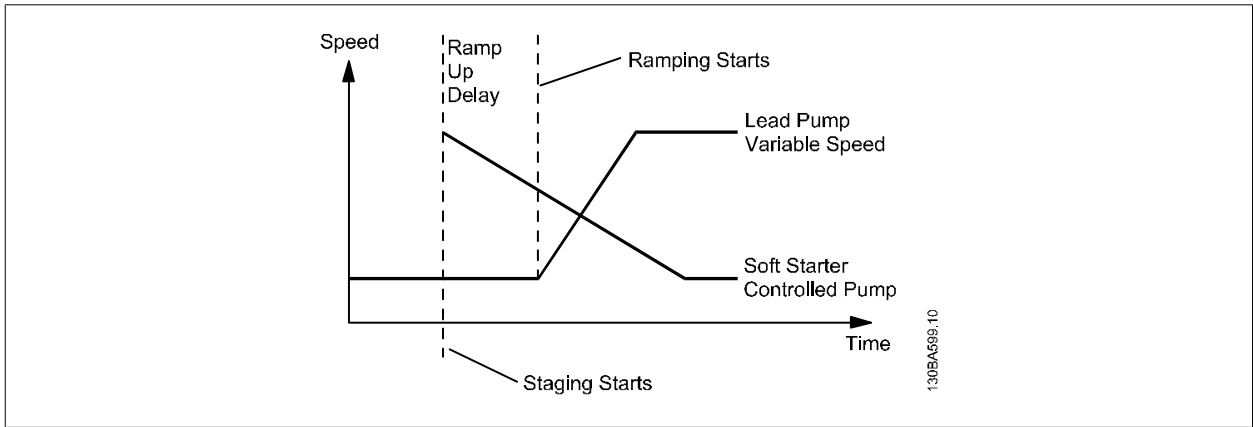 Speed
Ramp
Up
Delay
Ramping Starts
Lead Pump
Variable Speed
Soft Starter
Controlled Pump
Time
Staging Starts
130BA599.10